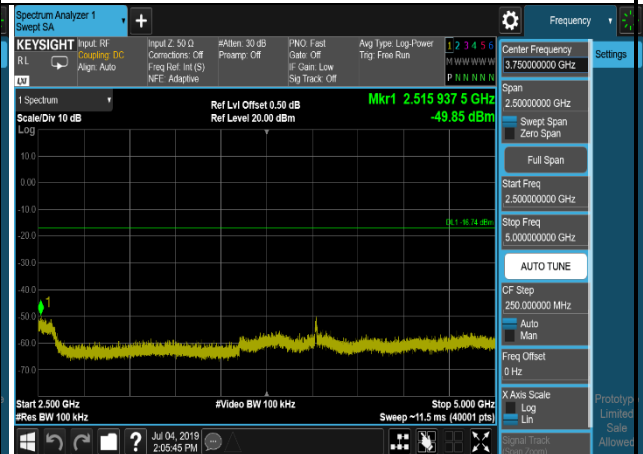 Spectrum Analyzer 1
Swept SA
Frequency
KEYSIGHT
RL
LXI
Input: RF
Coupling: DC
Align: Auto
Input Z: 50 Ω
Corrections: Off
Freq Ref: Int (S)
NFE: Adaptive
#Atten: 30 dB
Preamp: Off
PNO: Fast
Gate: Off
IF Gain: Low
Sig Track: Off
Avg Type: Log-Power
Trig: Free Run
1 2 3 4 5 6
M W W W W W
P N N N N N
1 Spectrum
Scale/Div 10 dB
Log
Ref Lvl Offset 0.50 dB
Ref Level 20.00 dBm
Mkr1 2.515 937 5 GHz
-49.85 dBm
10.0
0.00
-10.0
DL1 -16.74 dBm
-20.0
-30.0
-40.0
1
-50.0
-60.0
-70.0
Start 2.500 GHz
#Res BW 100 kHz
#Video BW 100 kHz
Stop 5.000 GHz
Sweep ~11.5 ms (40001 pts)
Jul 04, 2019
2:05:45 PM
Center Frequency
3.750000000 GHz
Span
2.50000000 GHz
Swept Span
Zero Span
Full Span
Start Freq
2.500000000 GHz
Stop Freq
5.000000000 GHz
AUTO TUNE
CF Step
250.000000 MHz
Auto
Man
Freq Offset
0 Hz
X Axis Scale
Log
Lin
Signal Track
(Span Zoom)
Settings
Prototype
Limited
Sale
Allowed